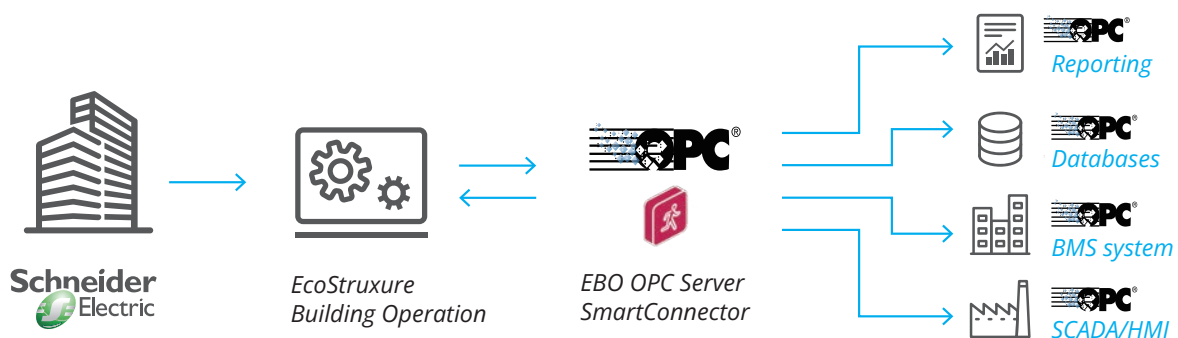 Schneider
Electric
EcoStruxure
Building Operation
OPC®
EBO OPC Server
SmartConnector
OPC®
Reporting
OPC®
Databases
OPC®
BMS system
OPC®
SCADA/HMI